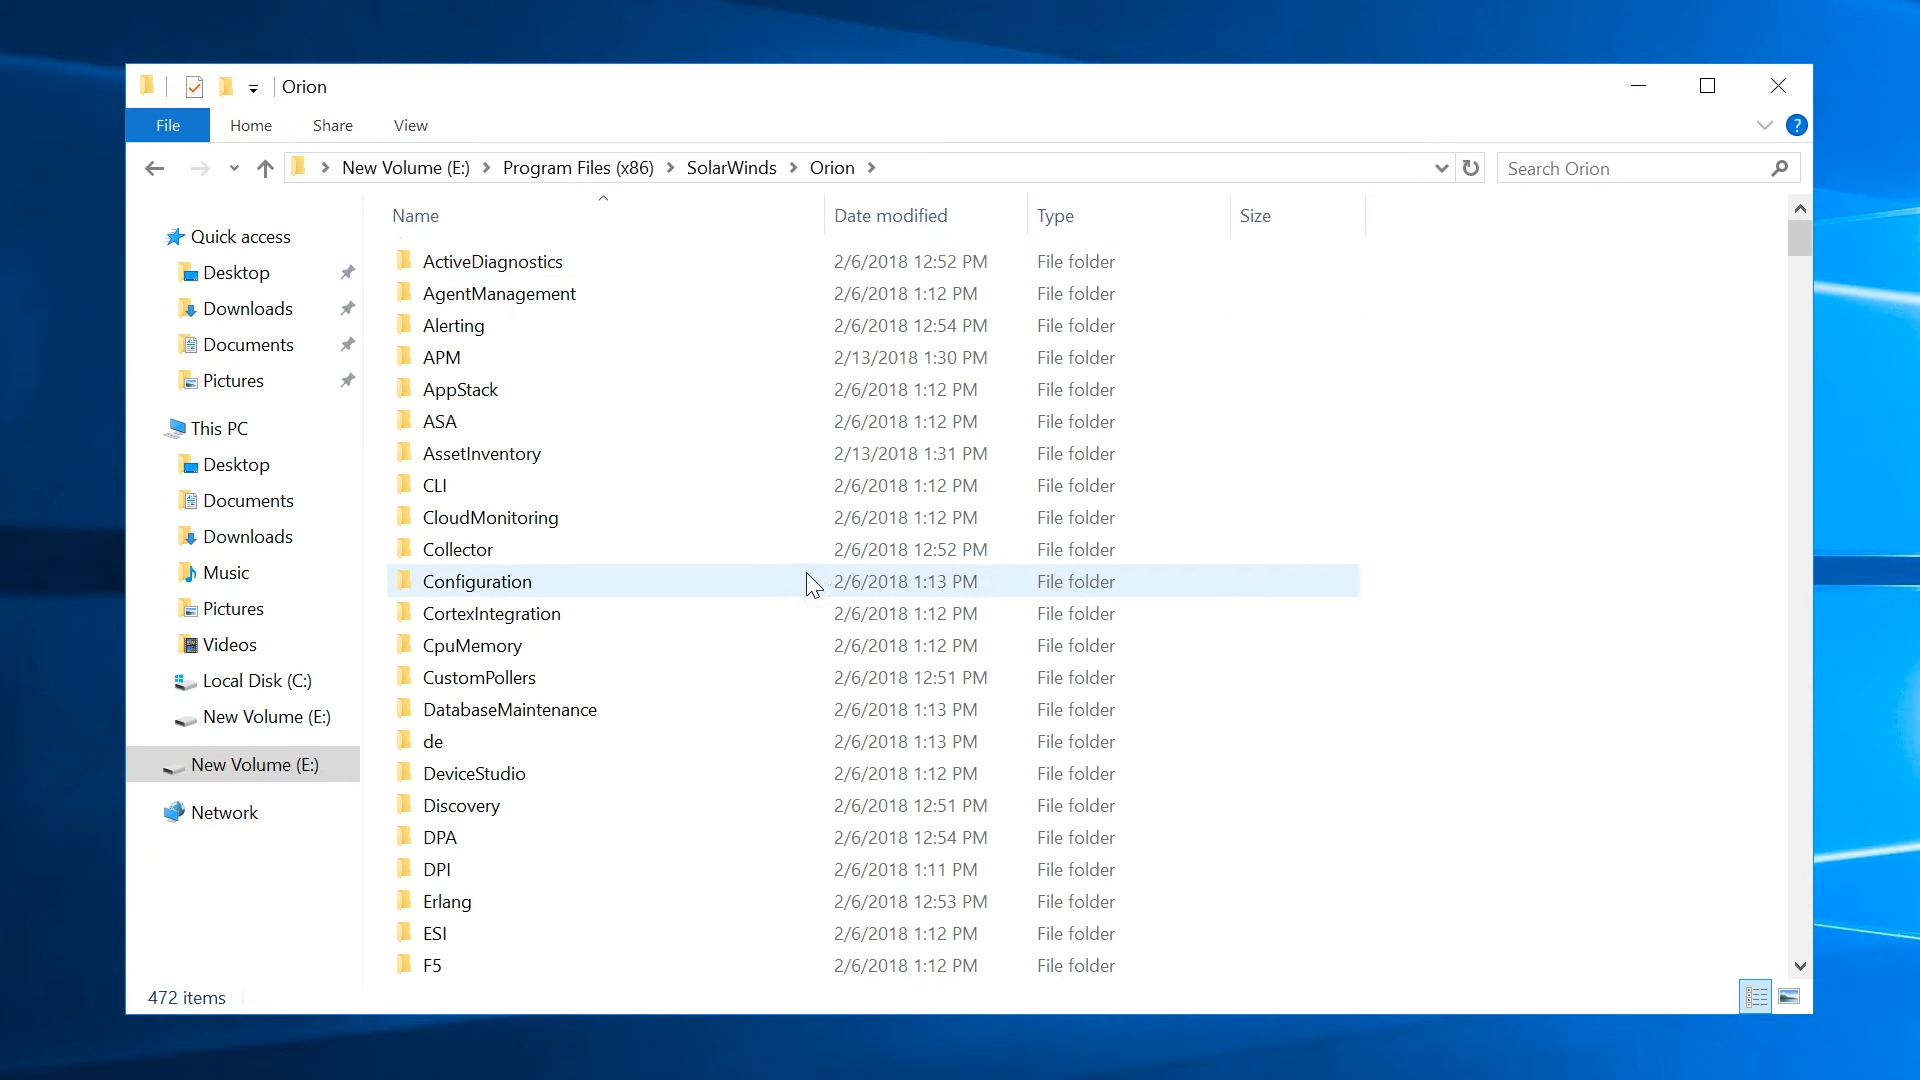 Orion
File Home Share View ?
New Volume (E:) Program Files (x86) SolarWinds Orion Search Orion
Name Date modified Type Size
Quick access
Desktop
Downloads
Documents
Pictures
This PC
Desktop
Documents
Downloads
Music
Pictures
Videos
Local Disk (C:)
New Volume (E:)
New Volume (E:)
Network
ActiveDiagnostics 2/6/2018 12:52 PM File folder
AgentManagement 2/6/2018 1:12 PM File folder
Alerting 2/6/2018 12:54 PM File folder
APM 2/13/2018 1:30 PM File folder
AppStack 2/6/2018 1:12 PM File folder
ASA 2/6/2018 1:12 PM File folder
AssetInventory 2/13/2018 1:31 PM File folder
CLI 2/6/2018 1:12 PM File folder
CloudMonitoring 2/6/2018 1:12 PM File folder
Collector 2/6/2018 12:52 PM File folder
Configuration 2/6/2018 1:13 PM File folder
CortexIntegration 2/6/2018 1:12 PM File folder
CpuMemory 2/6/2018 1:12 PM File folder
CustomPollers 2/6/2018 12:51 PM File folder
DatabaseMaintenance 2/6/2018 1:13 PM File folder
de 2/6/2018 1:13 PM File folder
DeviceStudio 2/6/2018 1:12 PM File folder
Discovery 2/6/2018 12:51 PM File folder
DPA 2/6/2018 12:54 PM File folder
DPI 2/6/2018 1:11 PM File folder
Erlang 2/6/2018 12:53 PM File folder
ESI 2/6/2018 1:12 PM File folder
F5 2/6/2018 1:12 PM File folder
472 items